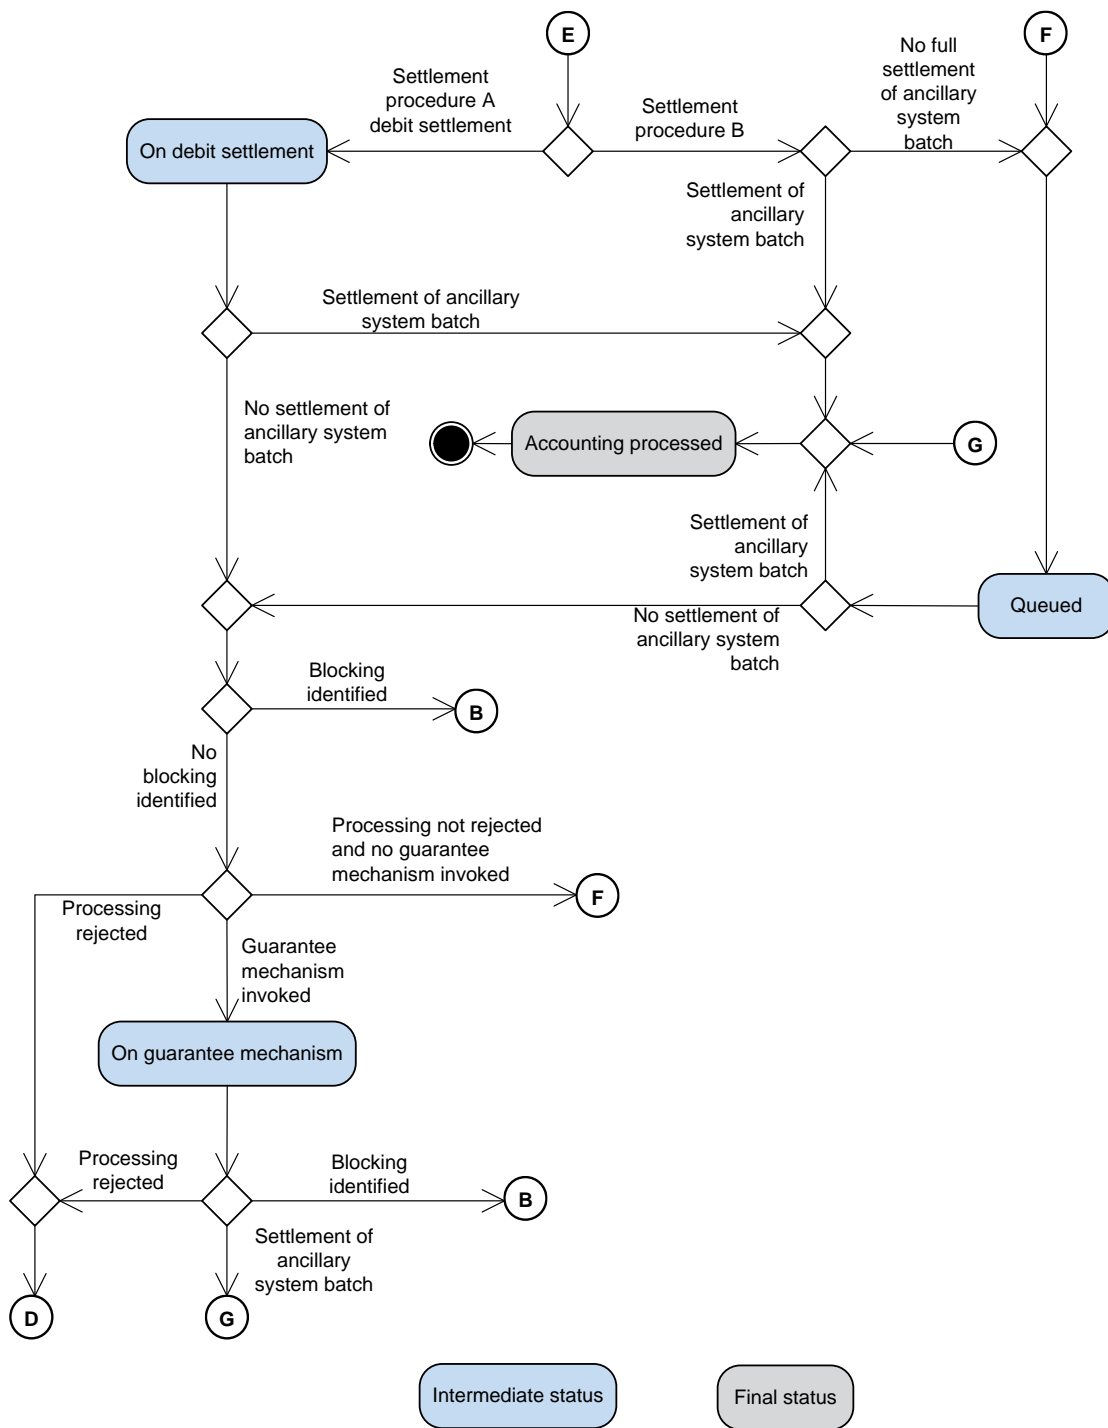 E
F
No full
settlement
of ancillary
system
batch
Settlement
procedure A
debit settlement
Settlement
procedure B
On debit settlement
Settlement of
ancillary
system batch
Settlement of ancillary
system batch
No settlement of
ancillary system
batch
Accounting processed
G
Settlement of
ancillary
system batch
Queued
No settlement of
ancillary system
batch
Blocking
identified
B
No
blocking
identified
Processing not rejected
and no guarantee
mechanism invoked
F
Processing
rejected
Guarantee
mechanism
invoked
On guarantee mechanism
Processing
rejected
Blocking
identified
B
Settlement of
ancillary
system batch
D
G
Intermediate status
Final status